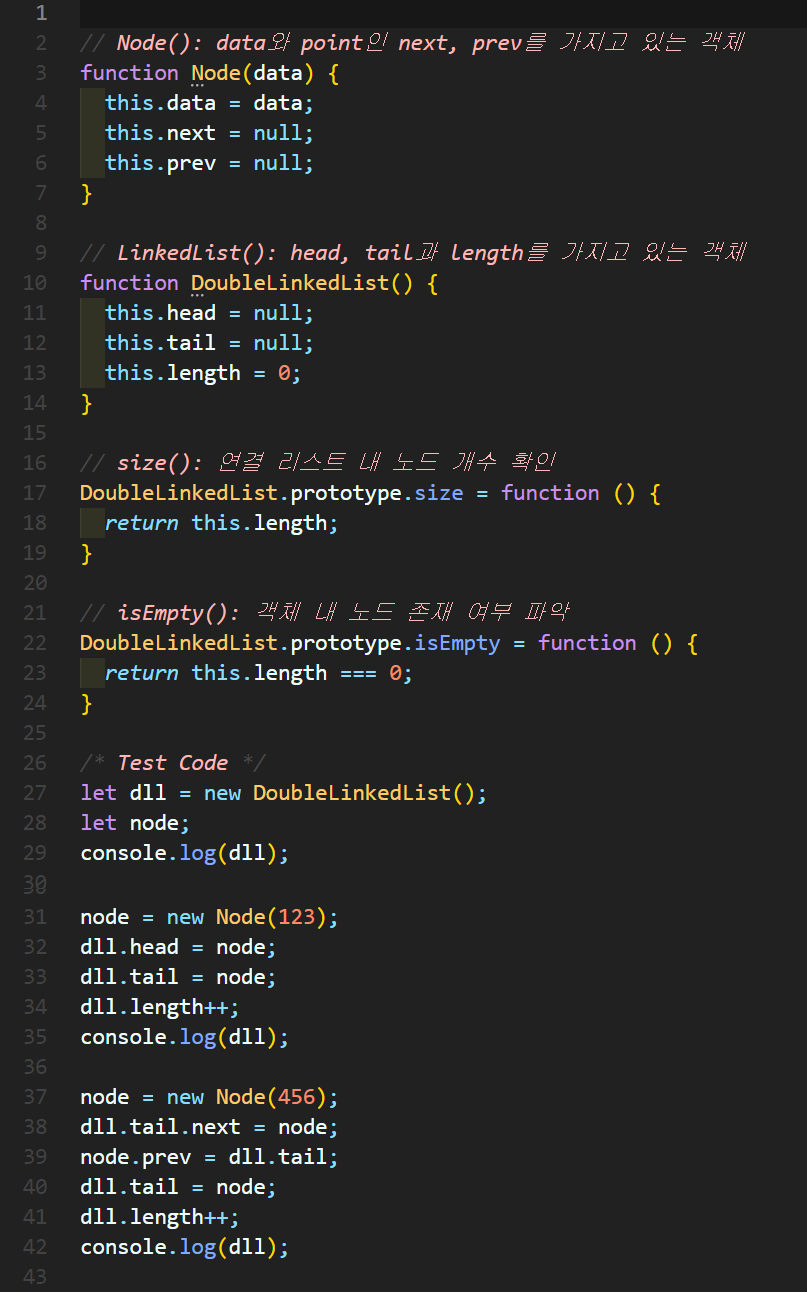 1
2 // Node(): data와 point인 next, prev를 가지고 있는 객체
3 function Node(data) {
4   this.data = data;
5   this.next = null;
6   this.prev = null;
7 }
8
9 // LinkedList(): head, tail과 length를 가지고 있는 객체
10 function DoubleLinkedList() {
11   this.head = null;
12   this.tail = null;
13   this.length = 0;
14 }
15
16 // size(): 연결 리스트 내 노드 개수 확인
17 DoubleLinkedList.prototype.size = function () {
18   return this.length;
19 }
20
21 // isEmpty(): 객체 내 노드 존재 여부 파악
22 DoubleLinkedList.prototype.isEmpty = function () {
23   return this.length === 0;
24 }
25
26 /* Test Code */
27 let dll = new DoubleLinkedList();
28 let node;
29 console.log(dll);
30
31 node = new Node(123);
32 dll.head = node;
33 dll.tail = node;
34 dll.length++;
35 console.log(dll);
36
37 node = new Node(456);
38 dll.tail.next = node;
39 node.prev = dll.tail;
40 dll.tail = node;
41 dll.length++;
42 console.log(dll);
43